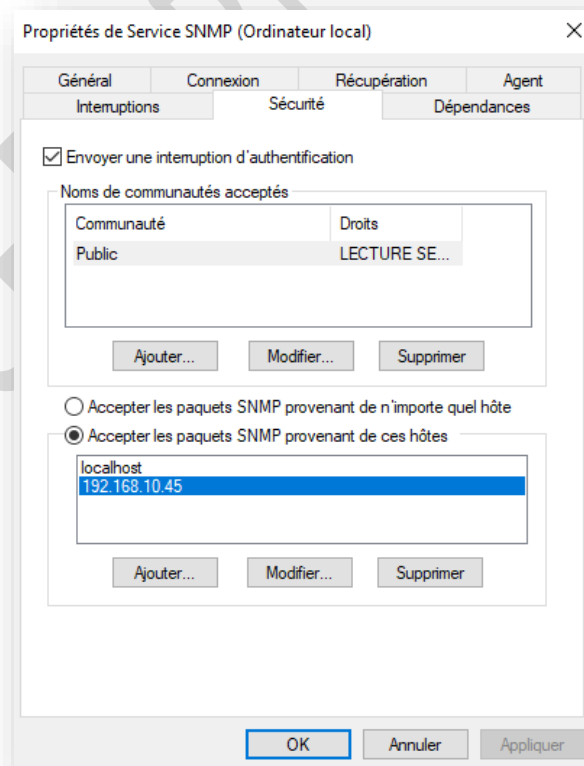 Propriétés de Service SNMP (Ordinateur local)
Général Connexion Récupération Agent
Interruptions Sécurité Dépendances
Envoyer une interruption d'authentification
Noms de communautés acceptés
Communauté Droits
Public LECTURE SE...
Ajouter... Modifier... Supprimer
Accepter les paquets SNMP provenant de n'importe quel hôte
Accepter les paquets SNMP provenant de ces hôtes
localhost
192.168.10.45
Ajouter... Modifier... Supprimer
OK Annuler Appliquer